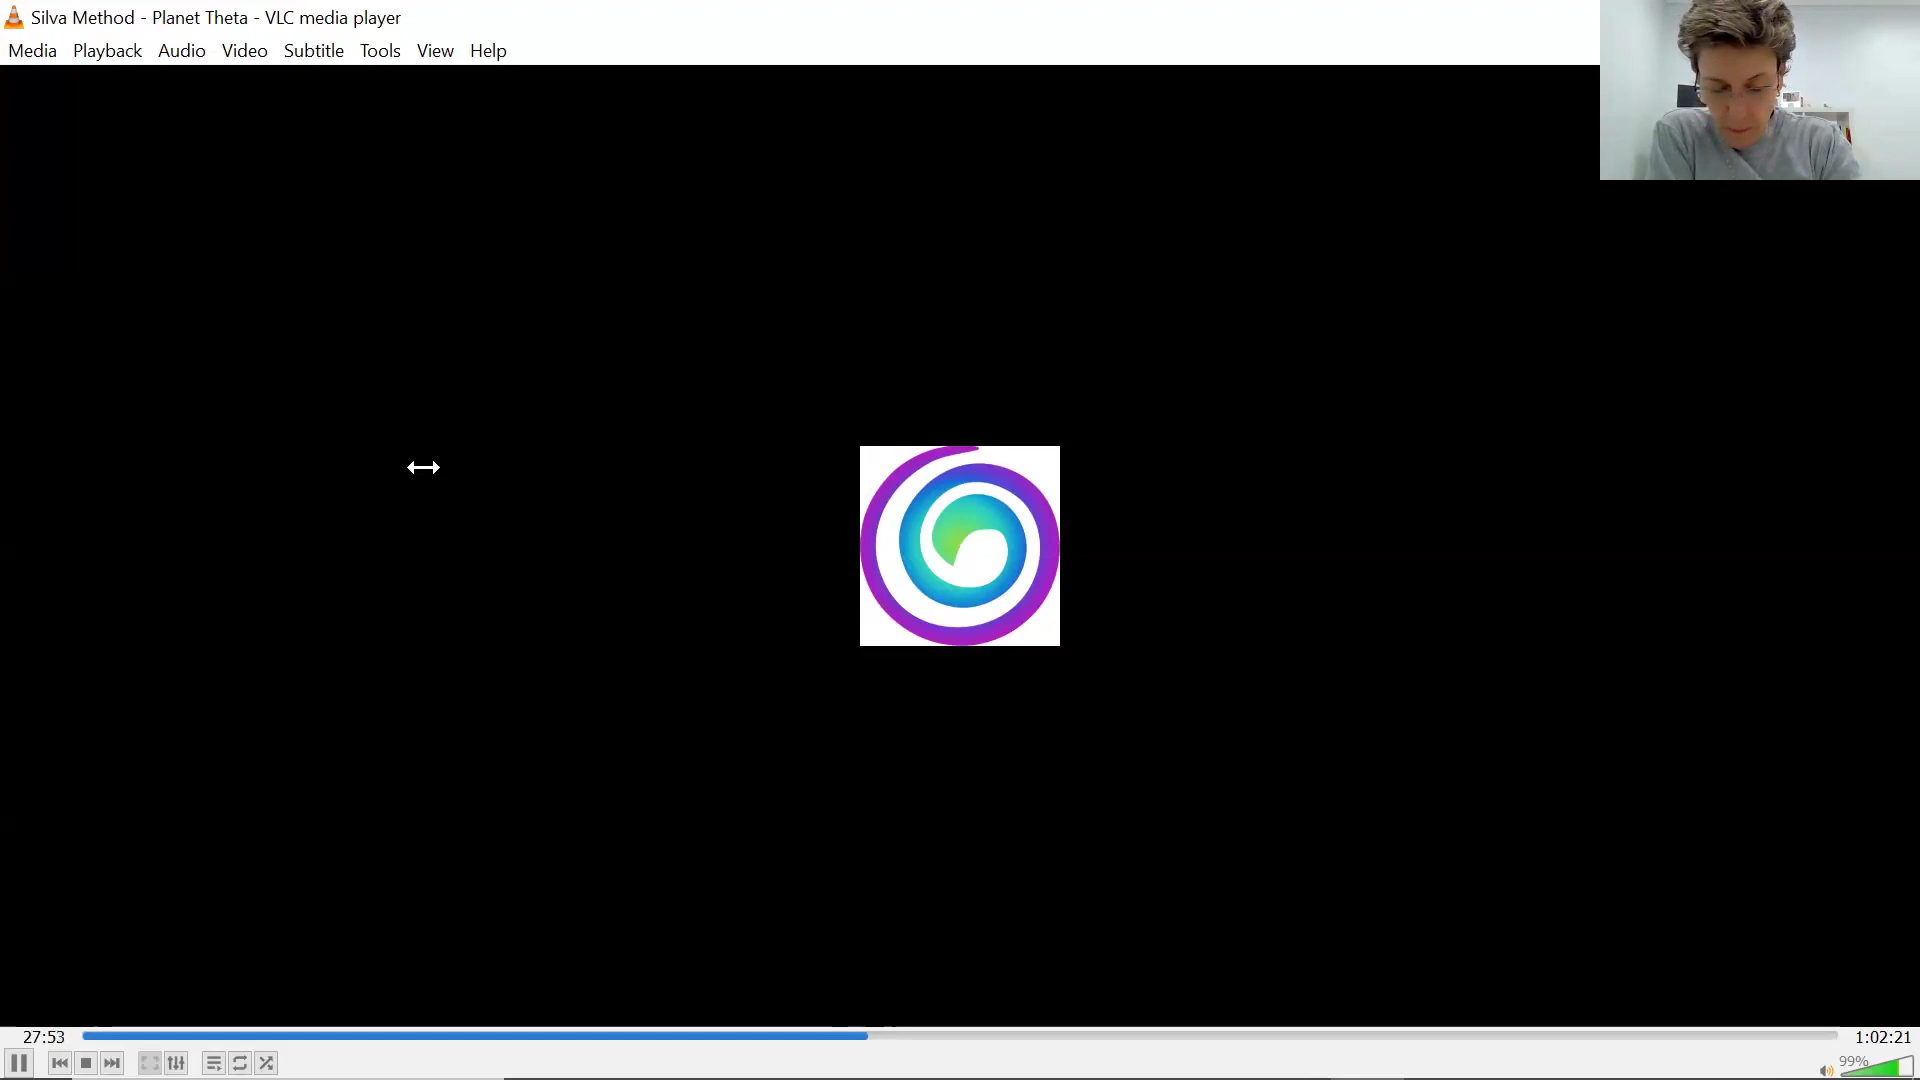 Silva Method - Planet Theta - VLC media player
Media Playback Audio Video Subtitle Tools View Help
27:53
1:02:21
99%